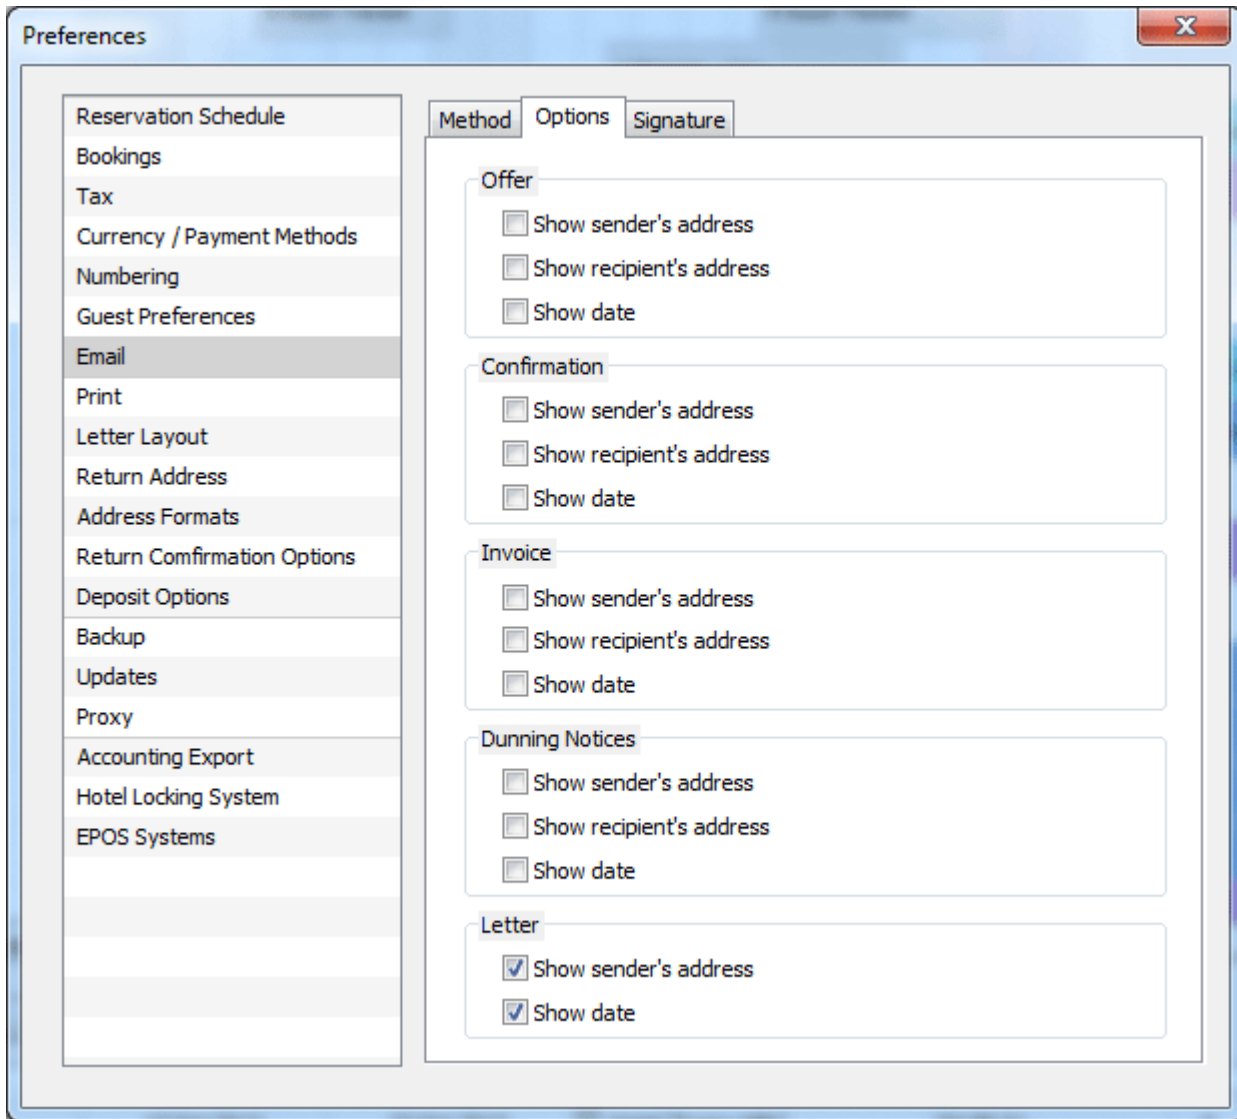 Preferences
Reservation Schedule
Bookings
Tax
Currency / Payment Methods
Numbering
Guest Preferences
Email
Print
Letter Layout
Return Address
Address Formats
Return Comfirmation Options
Deposit Options
Backup
Updates
Proxy
Accounting Export
Hotel Locking System
EPOS Systems
Method Options Signature
Offer
Show sender's address
Show recipient's address
Show date
Confirmation
Show sender's address
Show recipient's address
Show date
Invoice
Show sender's address
Show recipient's address
Show date
Dunning Notices
Show sender's address
Show recipient's address
Show date
Letter
Show sender's address
Show date